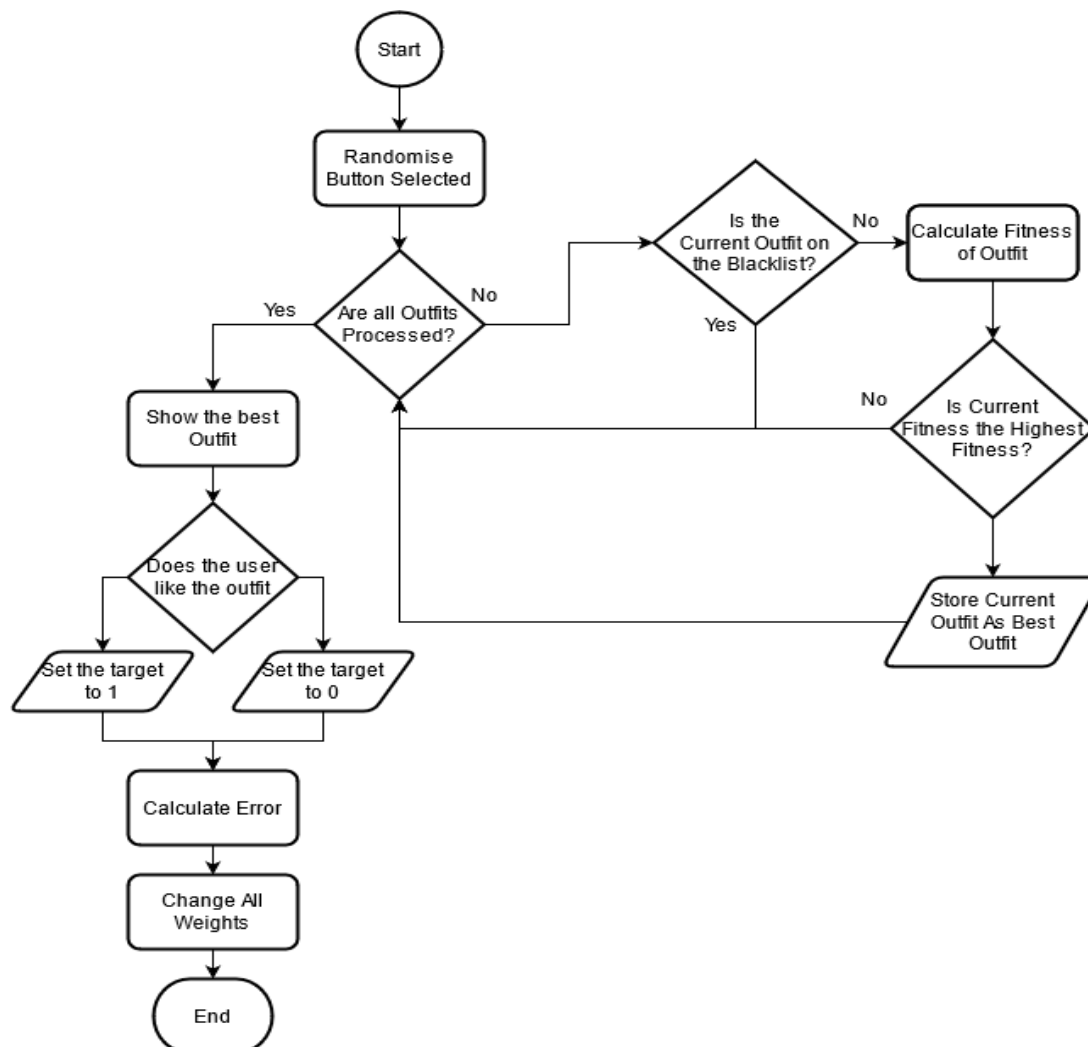 Start
Randomise
Button Selected
Are all Outfits
Processed?
Yes
No
Is the
Current Outfit on
the Blacklist?
No
Yes
Calculate Fitness
of Outfit
Is Current
Fitness the Highest
Fitness?
No
Store Current
Outfit As Best
Outfit
Show the best
Outfit
Does the user
like the outfit
Set the target
to 1
Set the target
to 0
Calculate Error
Change All
Weights
End